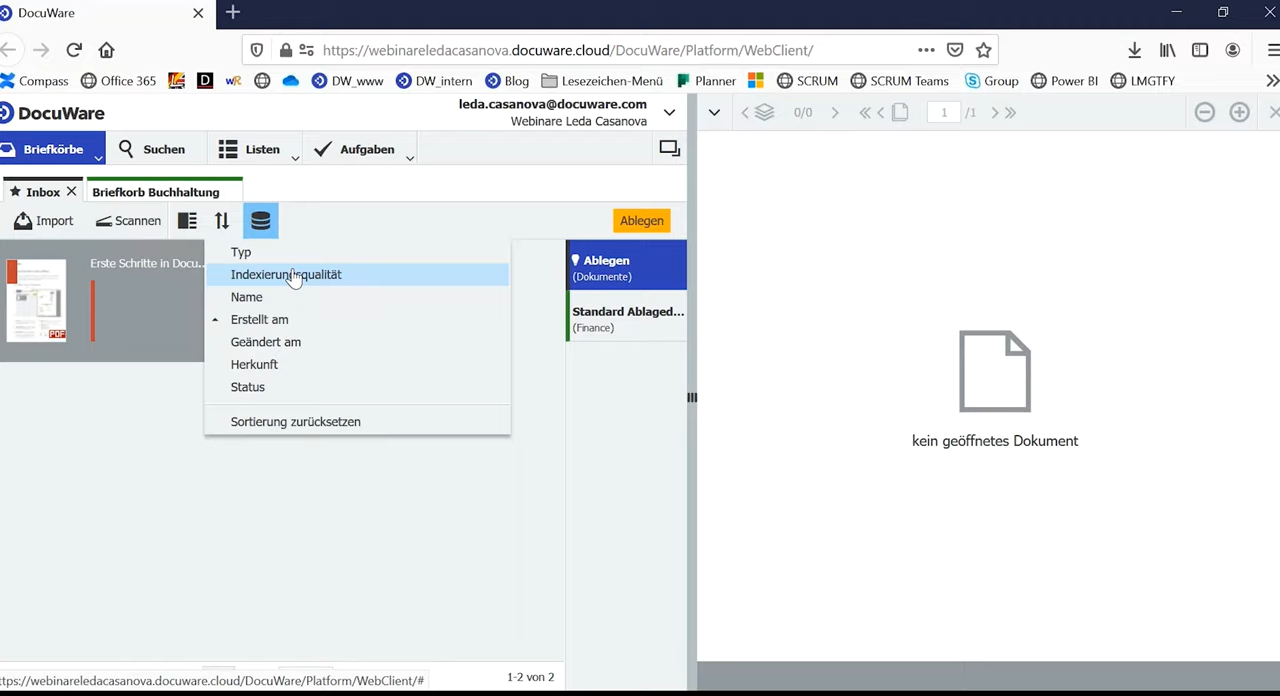 DocuWare
https://webinareledacasanova.docuware.cloud/DocuWare/Platform/WebClient/
Compass Office 365 D wR DW_www DW_intern Blog Lesezeichen-Menü Planner SCRUM SCRUM Teams Group Power BI LMGTFY
DocuWare
leda.casanova@docuware.com
Webinare Leda Casanova
0/0 1 /1
Briefkörbe Suchen Listen Aufgaben
Inbox Briefkorb Buchhaltung
Import Scannen Ablegen
Erste Schritte in Docu...
PDF
Typ
Indexierungsqualität
Name
Erstellt am
Geändert am
Herkunft
Status
Sortierung zurücksetzen
Ablegen
(Dokumente)
Standard Ablaged...
(Finance)
kein geöffnetes Dokument
1-2 von 2
ttps://webinareledacasanova.docuware.cloud/DocuWare/Platform/WebClient/#